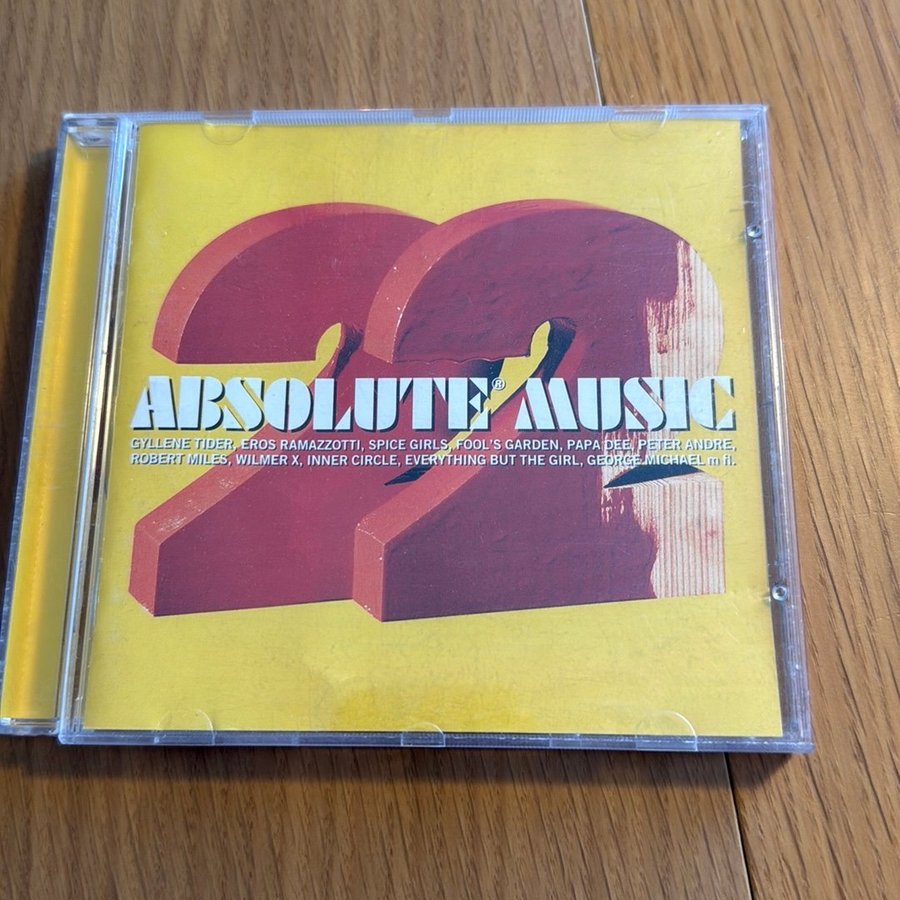 22
ABSOLUTE® MUSIC
GYLLENE TIDER, EROS RAMAZZOTTI, SPICE GIRLS, FOOL'S GARDEN, PAPA DEE, PETER ANDRE,
ROBERT MILES, WILMER X, INNER CIRCLE, EVERYTHING BUT THE GIRL, GEORGE MICHAEL m fl.